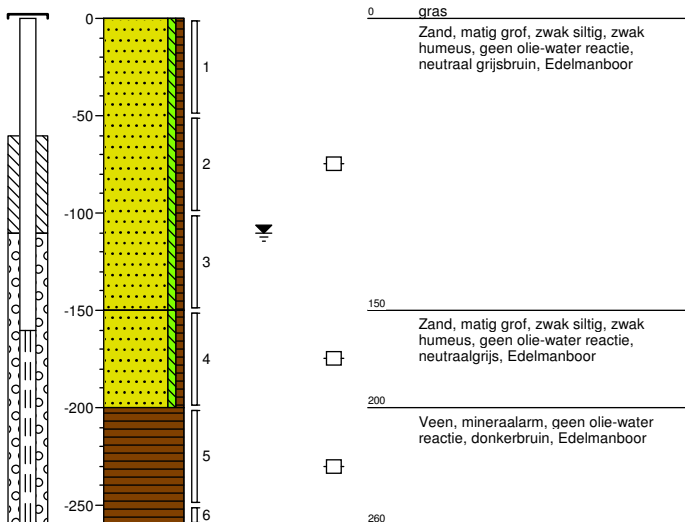 0
-50
-100
-150
-200
-250
1
2
3
4
5
6
0
gras
Zand, matig grof, zwak siltig, zwak
humeus, geen olie-water reactie,
neutraal grijsbruin, Edelmanboor
150
Zand, matig grof, zwak siltig, zwak
humeus, geen olie-water reactie,
neutraalgrijs, Edelmanboor
200
Veen, mineraalarm, geen olie-water
reactie, donkerbruin, Edelmanboor
260